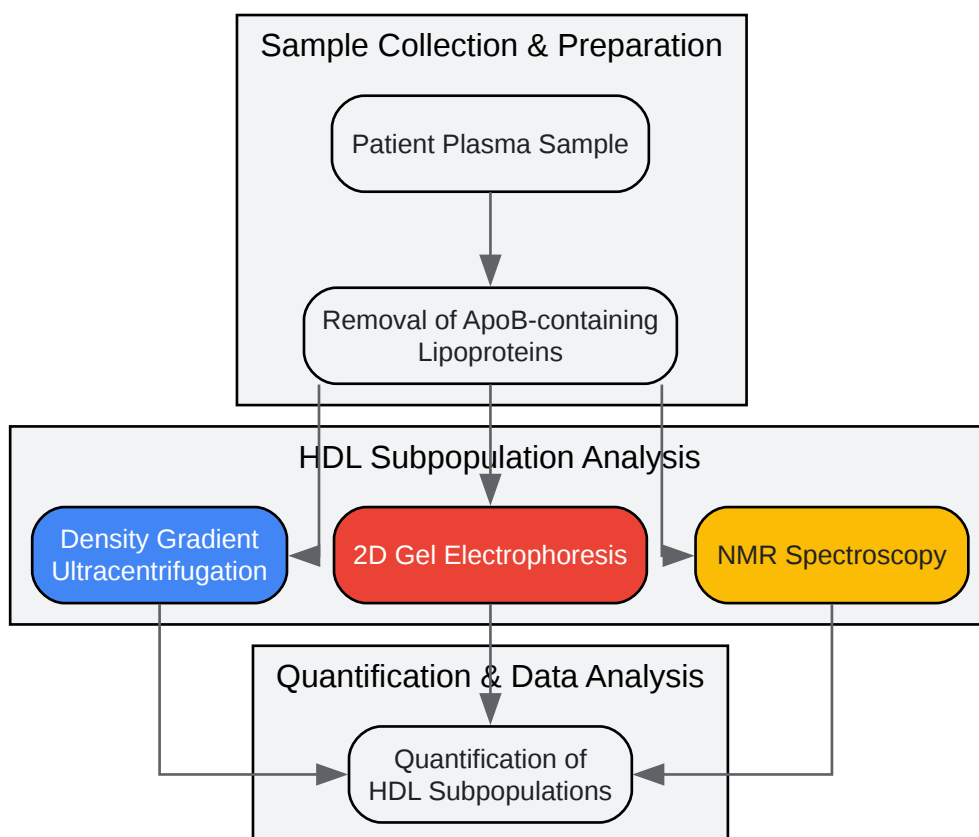 Sample Collection & Preparation
Patient Plasma Sample
Removal of ApoB-containing
Lipoproteins
HDL Subpopulation Analysis
Density Gradient
Ultracentrifugation
2D Gel Electrophoresis
NMR Spectroscopy
Quantification & Data Analysis
Quantification of
HDL Subpopulations